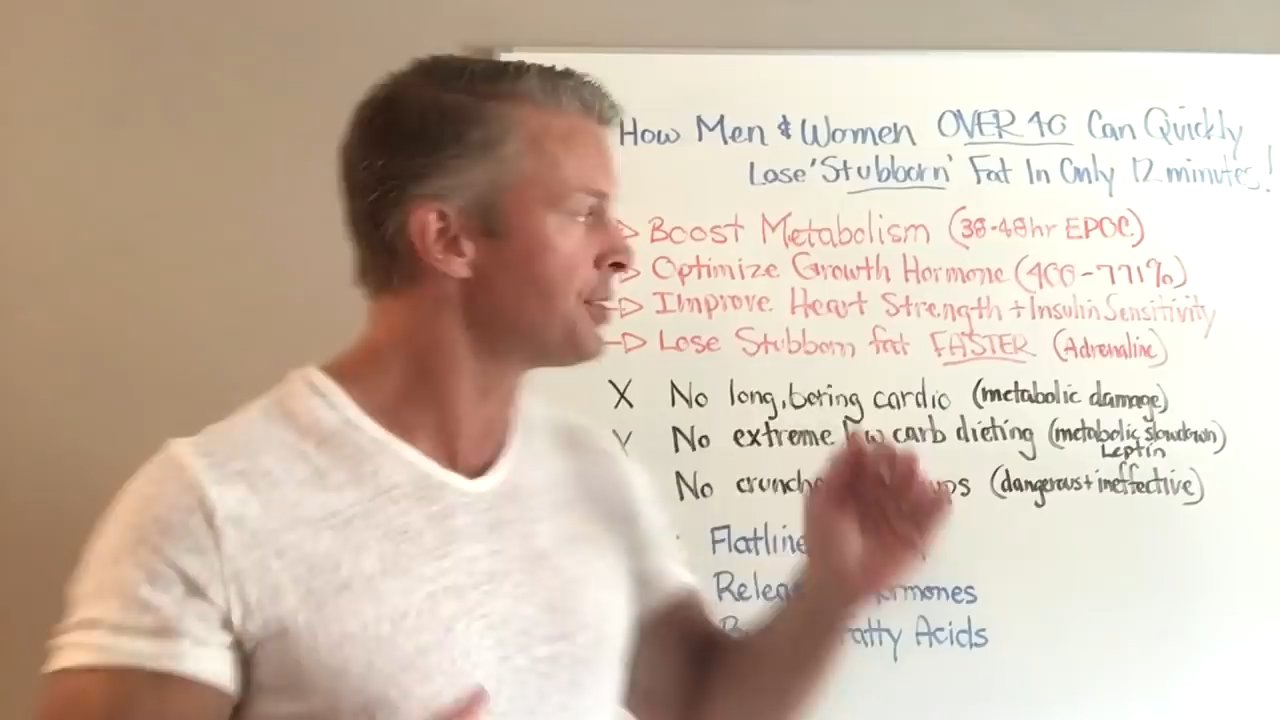 How Men & Women OVER 40 Can Quickly
Lose 'Stubborn' Fat In Only 12 minutes!
Boost Metabolism (38-48hr EPOC)
Optimize Growth Hormone (400-771%)
Improve Heart Strength + Insulin Sensitivity
Lose Stubborn fat FASTER (Adrenaline)
X No long, boring cardio (metabolic damage)
No extreme carb dieting (metabolic slowdown)
Leptin
No (dangerous + ineffective)
Flatline
Fatty Acids